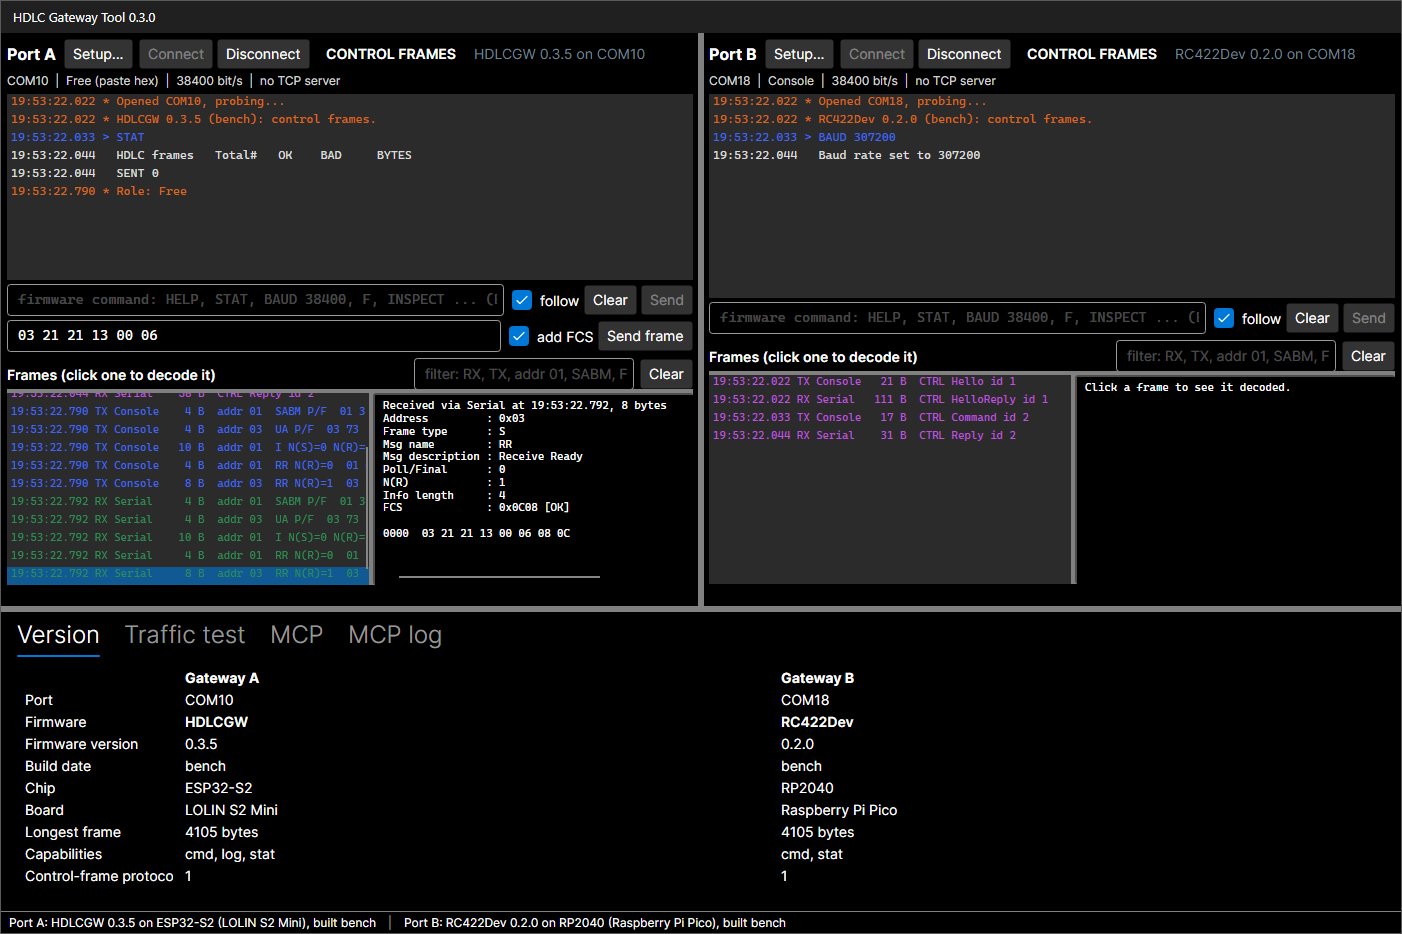 HDLC Gateway Tool 0.3.0
Port A Setup... Connect Disconnect CONTROL FRAMES HDLCGW 0.3.5 on COM10
COM10 | Free (paste hex) | 38400 bit/s | no TCP server
19:53:22.022 * Opened COM10, probing...
19:53:22.022 * HDLCGW 0.3.5 (bench): control frames.
19:53:22.033 > STAT
19:53:22.044 HDLC frames Total# OK BAD BYTES
19:53:22.044 SENT 0
19:53:22.790 * Role: Free
firmware command: HELP, STAT, BAUD 38400, F, INSPECT ... (
follow Clear Send
03 21 21 13 00 06
add FCS Send frame
Frames (click one to decode it)
filter: RX, TX, addr 01, SABM, F
Clear
19:53:22.044 RX Serial 38 B CTRL Reply id 2
19:53:22.790 TX Console 4 B addr 01 SABM P/F 01 3
19:53:22.790 TX Console 4 B addr 03 UA P/F 03 73
19:53:22.790 TX Console 10 B addr 01 I N(S)=0 N(R)=
19:53:22.790 TX Console 4 B addr 01 RR N(R)=0 01
19:53:22.790 TX Console 8 B addr 03 RR N(R)=1 03
19:53:22.792 RX Serial 4 B addr 01 SABM P/F 01 3
19:53:22.792 RX Serial 4 B addr 03 UA P/F 03 73
19:53:22.792 RX Serial 10 B addr 01 I N(S)=0 N(R)=
19:53:22.792 RX Serial 4 B addr 01 RR N(R)=0 01
19:53:22.792 RX Serial 8 B addr 03 RR N(R)=1 03
Received via Serial at 19:53:22.792, 8 bytes
Address : 0x03
Frame type : S
Msg name : RR
Msg description : Receive Ready
Poll/Final : 0
N(R) : 1
Info length : 4
FCS : 0x0C08 [OK]
0000 03 21 21 13 00 06 08 0C
Port B Setup... Connect Disconnect CONTROL FRAMES RC422Dev 0.2.0 on COM18
COM18 | Console | 38400 bit/s | no TCP server
19:53:22.022 * Opened COM18, probing...
19:53:22.022 * RC422Dev 0.2.0 (bench): control frames.
19:53:22.033 > BAUD 307200
19:53:22.044 Baud rate set to 307200
firmware command: HELP, STAT, BAUD 38400, F, INSPECT ... (
follow Clear Send
Frames (click one to decode it)
filter: RX, TX, addr 01, SABM, F
Clear
19:53:22.022 TX Console 21 B CTRL Hello id 1
19:53:22.022 RX Serial 111 B CTRL HelloReply id 1
19:53:22.033 TX Console 17 B CTRL Command id 2
19:53:22.044 RX Serial 31 B CTRL Reply id 2
Click a frame to see it decoded.
Version Traffic test MCP MCP log
Gateway A Gateway B
Port COM10 COM18
Firmware HDLCGW RC422Dev
Firmware version 0.3.5 0.2.0
Build date bench bench
Chip ESP32-S2 RP2040
Board LOLIN S2 Mini Raspberry Pi Pico
Longest frame 4105 bytes 4105 bytes
Capabilities cmd, log, stat cmd, stat
Control-frame protoco 1 1
Port A: HDLCGW 0.3.5 on ESP32-S2 (LOLIN S2 Mini), built bench | Port B: RC422Dev 0.2.0 on RP2040 (Raspberry Pi Pico), built bench